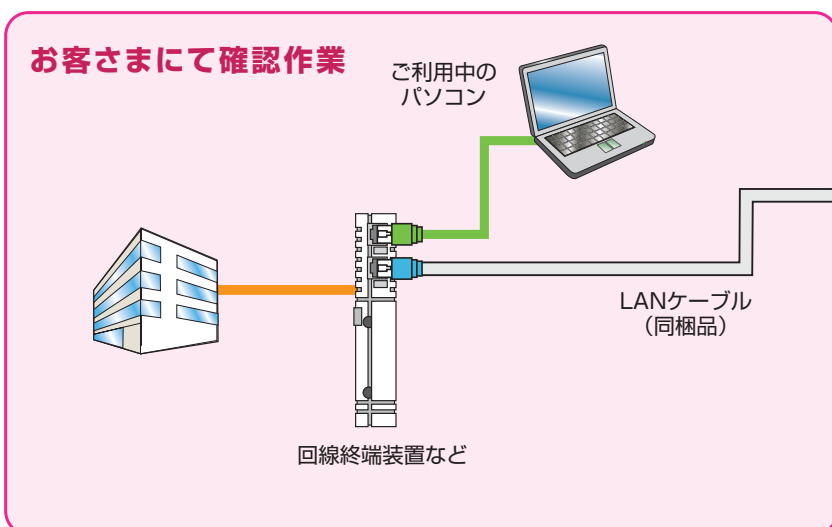 お客さまにて確認作業
ご利用中の
パソコン
LANケーブル
（同梱品）
回線終端装置など